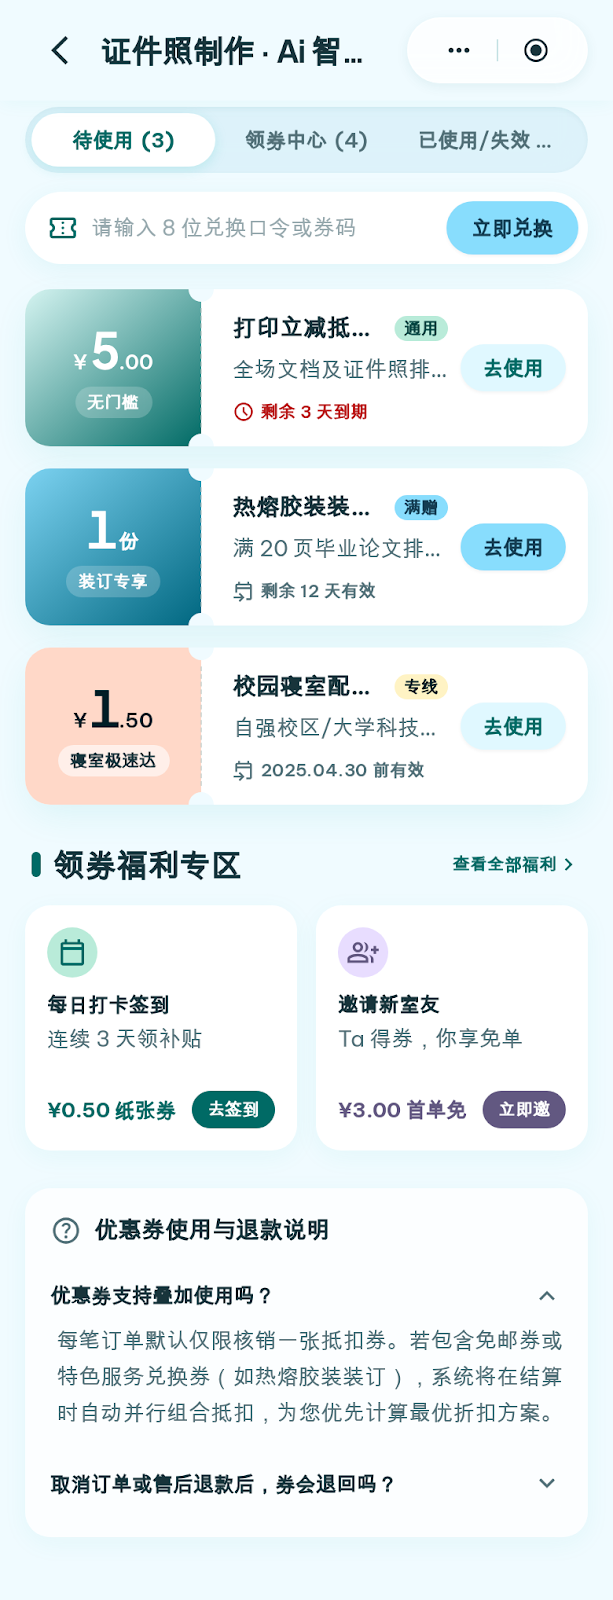 证件照制作 · Ai 智...
待使用 (3)
领券中心 (4)
已使用/失效 ...
请输入 8 位兑换口令或券码
立即兑换
¥5.00
无门槛
打印立减抵...
通用
全场文档及证件照排...
剩余 3 天到期
去使用
1份
装订专享
热熔胶装装...
满赠
满 20 页毕业论文排...
剩余 12 天有效
去使用
¥1.50
寝室极速达
校园寝室配...
专线
自强校区/大学科技...
2025.04.30 前有效
去使用
领券福利专区
查看全部福利
每日打卡签到
连续 3 天领补贴
¥0.50 纸张券
去签到
邀请新室友
Ta 得券，你享免单
¥3.00 首单免
立即邀
优惠券使用与退款说明
优惠券支持叠加使用吗？
每笔订单默认仅限核销一张抵扣券。若包含免邮券或
特色服务兑换券（如热熔胶装装订），系统将在结算
时自动并行组合抵扣，为您优先计算最优折扣方案。
取消订单或售后退款后，券会退回吗？